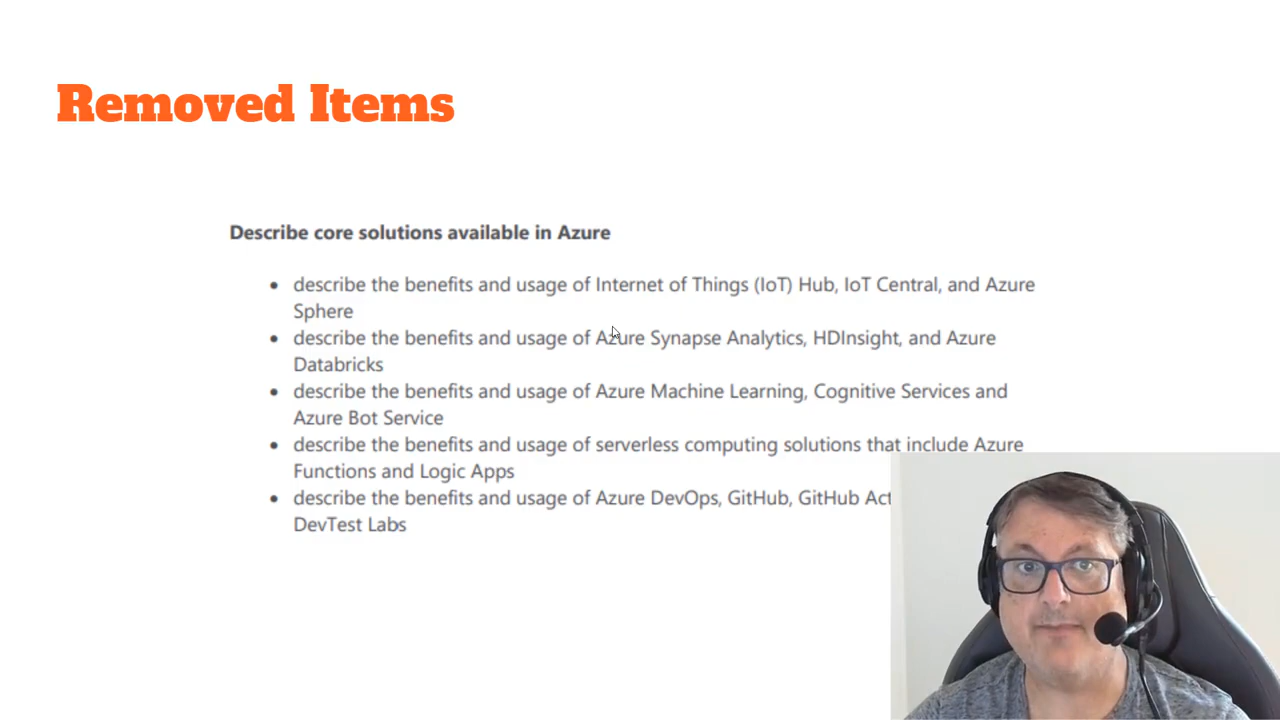 Removed Items
Describe core solutions available in Azure
• describe the benefits and usage of Internet of Things (IoT) Hub, IoT Central, and Azure
Sphere
• describe the benefits and usage of Azure Synapse Analytics, HDInsight, and Azure
Databricks
• describe the benefits and usage of Azure Machine Learning, Cognitive Services and
Azure Bot Service
• describe the benefits and usage of serverless computing solutions that include Azure
Functions and Logic Apps
• describe the benefits and usage of Azure DevOps, GitHub, GitHub
DevTest Labs